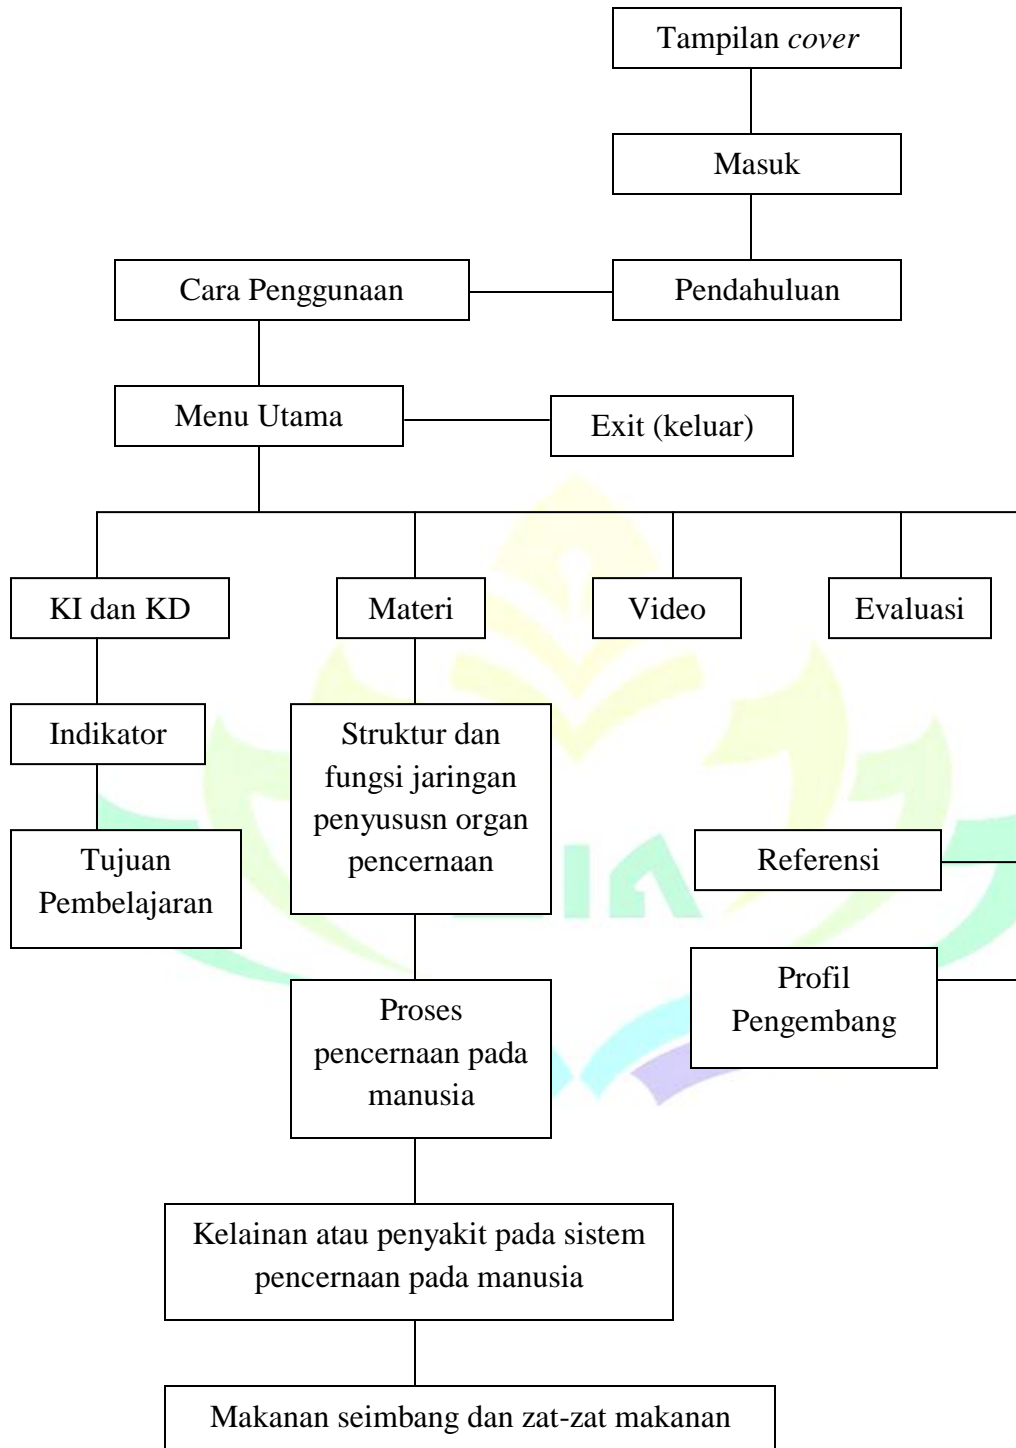 Tampilan cover
Masuk
Cara Penggunaan
Pendahuluan
Menu Utama
Exit (keluar)
KI dan KD
Materi
Video
Evaluasi
Indikator
Struktur dan
fungsi jaringan
penyususn organ
pencernaan
Tujuan
Pembelajaran
Referensi
Profil
Pengembang
Proses
pencernaan pada
manusia
Kelainan atau penyakit pada sistem
pencernaan pada manusia
Makanan seimbang dan zat-zat makanan